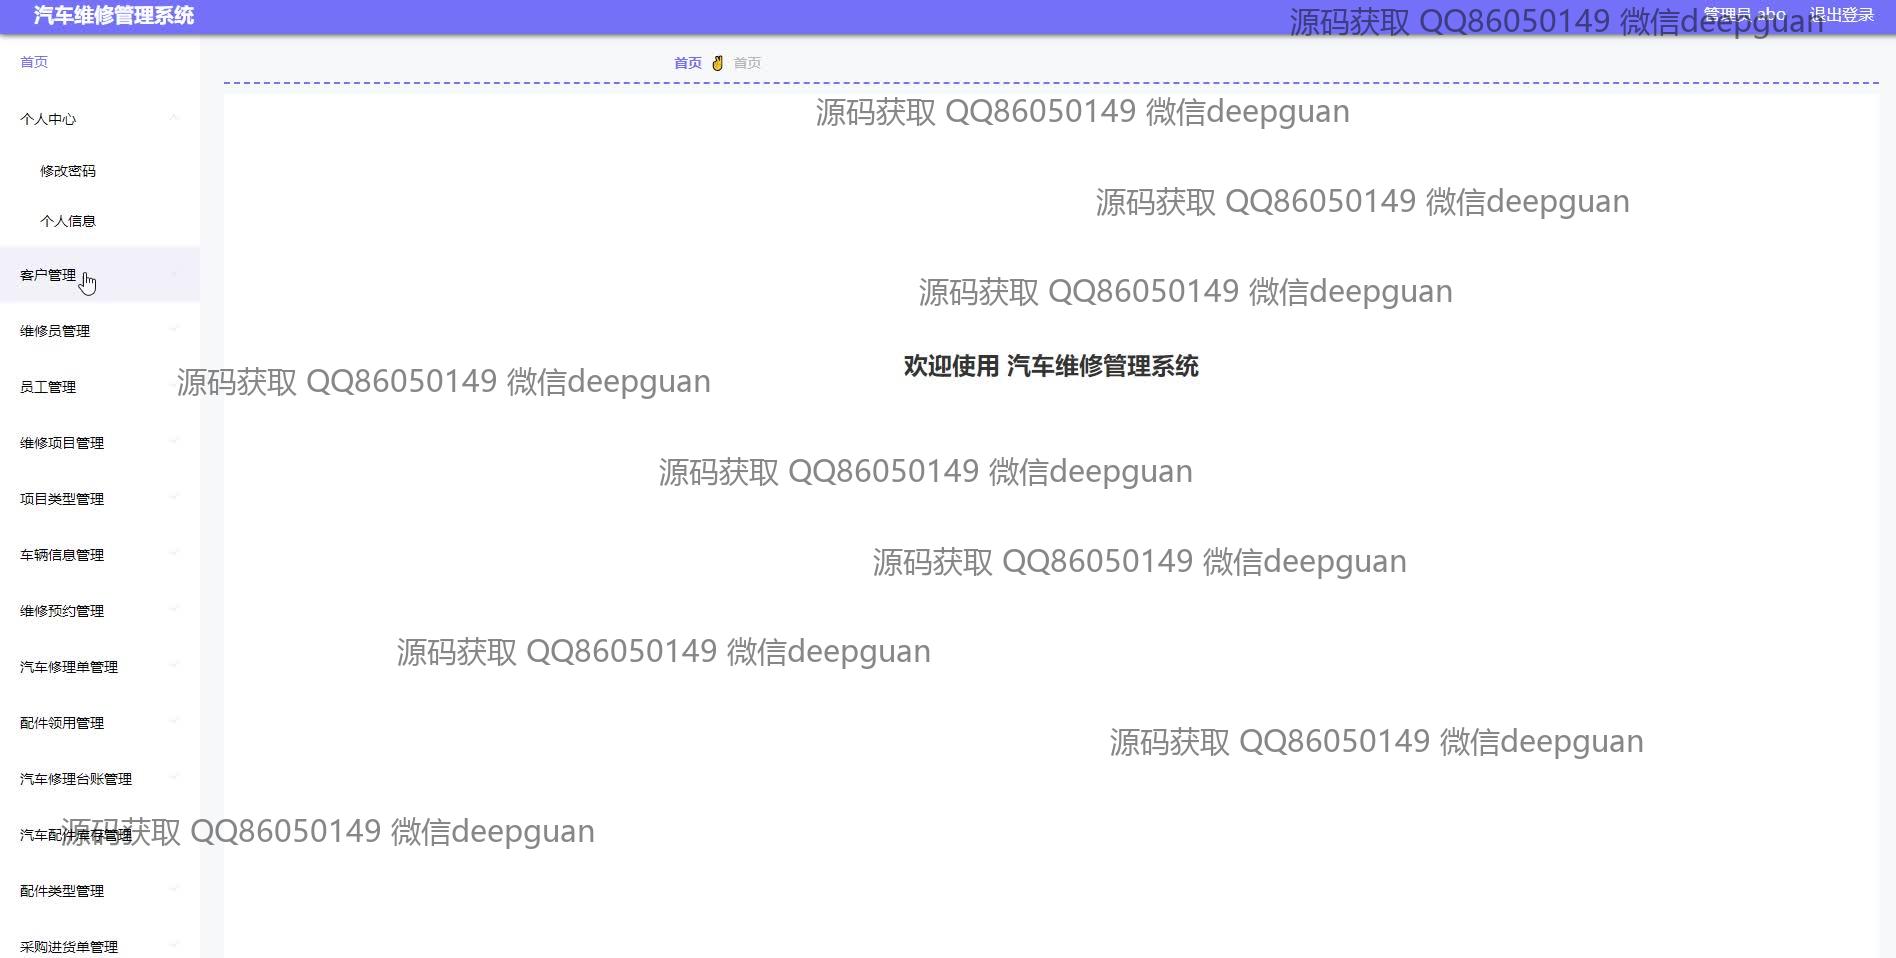 汽车维修管理系统
管理员 abo 退出登录
源码获取 QQ86050149 微信deepguan
首页
首页 首页
个人中心
源码获取 QQ86050149 微信deepguan
修改密码
源码获取 QQ86050149 微信deepguan
个人信息
客户管理
源码获取 QQ86050149 微信deepguan
维修员管理
欢迎使用 汽车维修管理系统
员工管理
源码获取 QQ86050149 微信deepguan
维修项目管理
源码获取 QQ86050149 微信deepguan
项目类型管理
车辆信息管理
源码获取 QQ86050149 微信deepguan
维修预约管理
源码获取 QQ86050149 微信deepguan
汽车修理单管理
配件领用管理
源码获取 QQ86050149 微信deepguan
汽车修理台账管理
汽车配件库存管理
源码获取 QQ86050149 微信deepguan
配件类型管理
采购进货单管理